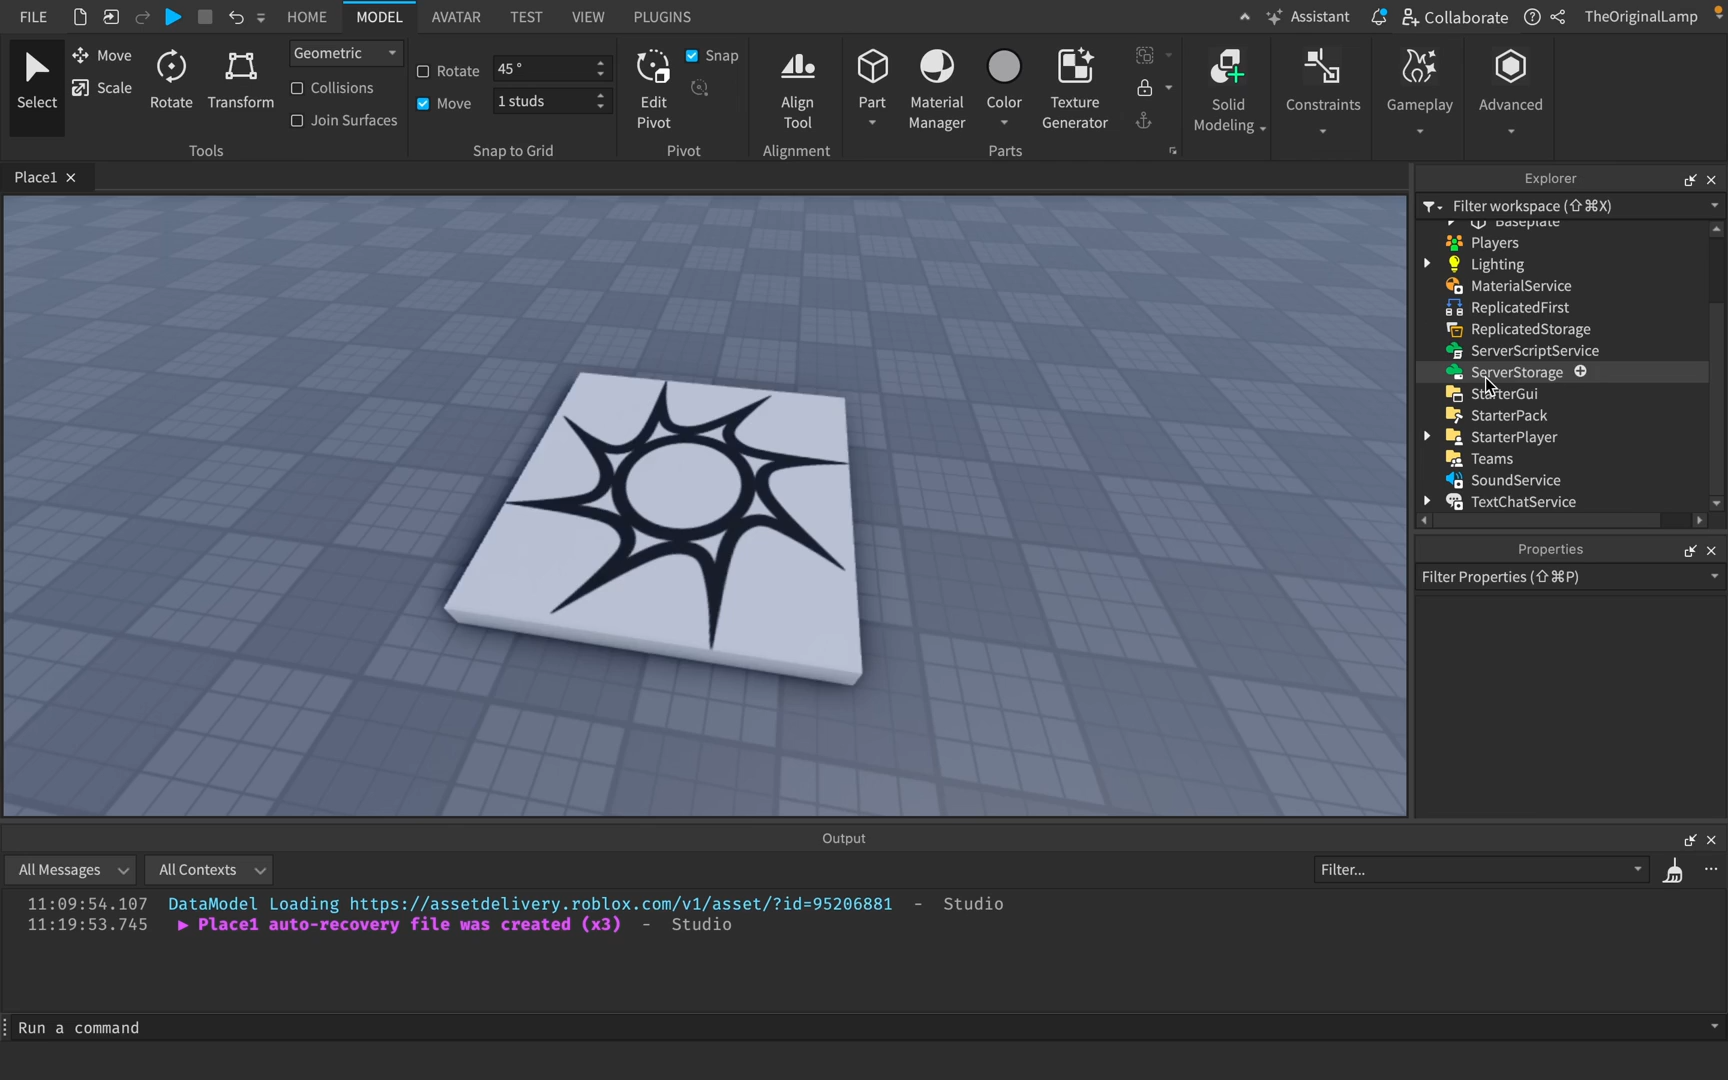 FILE HOME MODEL AVATAR TEST VIEW PLUGINS Assistant Collaborate TheOriginalLamp
Select
Move
Scale
Rotate
Transform
Geometric
Collisions
Join Surfaces
Tools
Rotate 45 °
Move 1 studs
Snap to Grid
Edit
Pivot
Snap
Pivot
Align
Tool
Alignment
Part
Material
Manager
Color
Texture
Generator
Parts
Solid
Modeling
Constraints
Gameplay
Advanced
Place1
Explorer
Filter workspace (⇧⌘X)
Baseplate
Players
Lighting
MaterialService
ReplicatedFirst
ReplicatedStorage
ServerScriptService
ServerStorage
StarterGui
StarterPack
StarterPlayer
Teams
SoundService
TextChatService
Properties
Filter Properties (⇧⌘P)
Output
All Messages All Contexts Filter...
11:09:54.107 DataModel Loading https://assetdelivery.roblox.com/v1/asset/?id=95206881 - Studio
11:19:53.745 ▶ Place1 auto-recovery file was created (x3) - Studio
Run a command